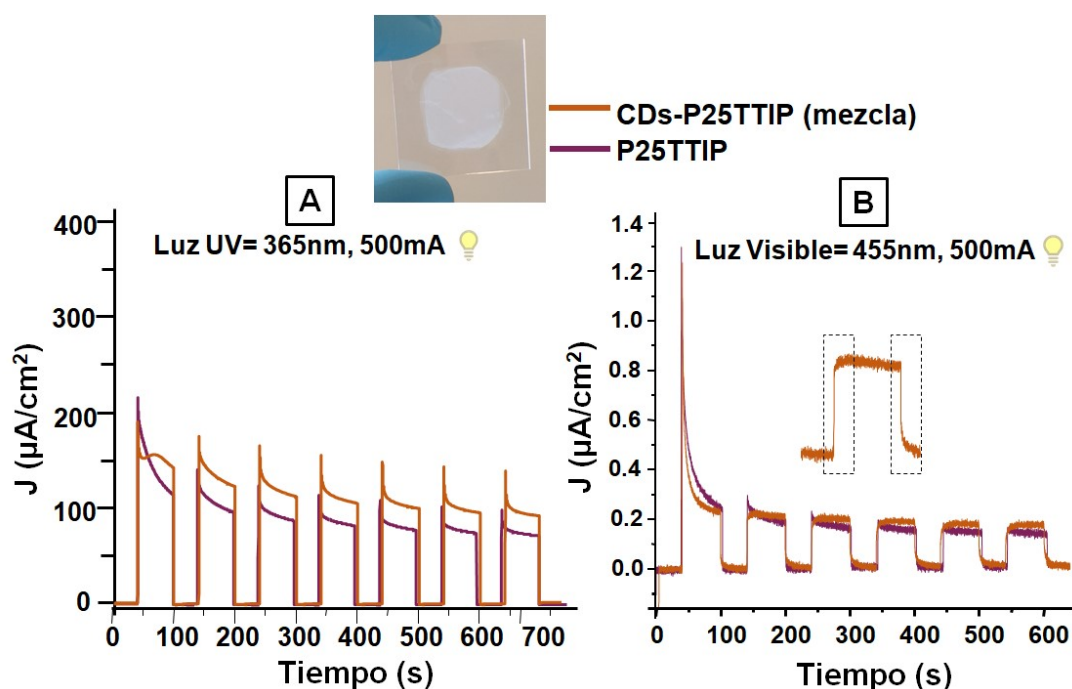 CDs-P25TTIP (mezcla)
P25TTIP
A
Luz UV= 365nm, 500mA
400
300
200
100
0
J (µA/cm²)
0 100 200 300 400 500 600 700
Tiempo (s)
B
Luz Visible= 455nm, 500mA
1.4
1.2
1.0
0.8
0.6
0.4
0.2
0.0
J (µA/cm²)
0 100 200 300 400 500 600
Tiempo (s)